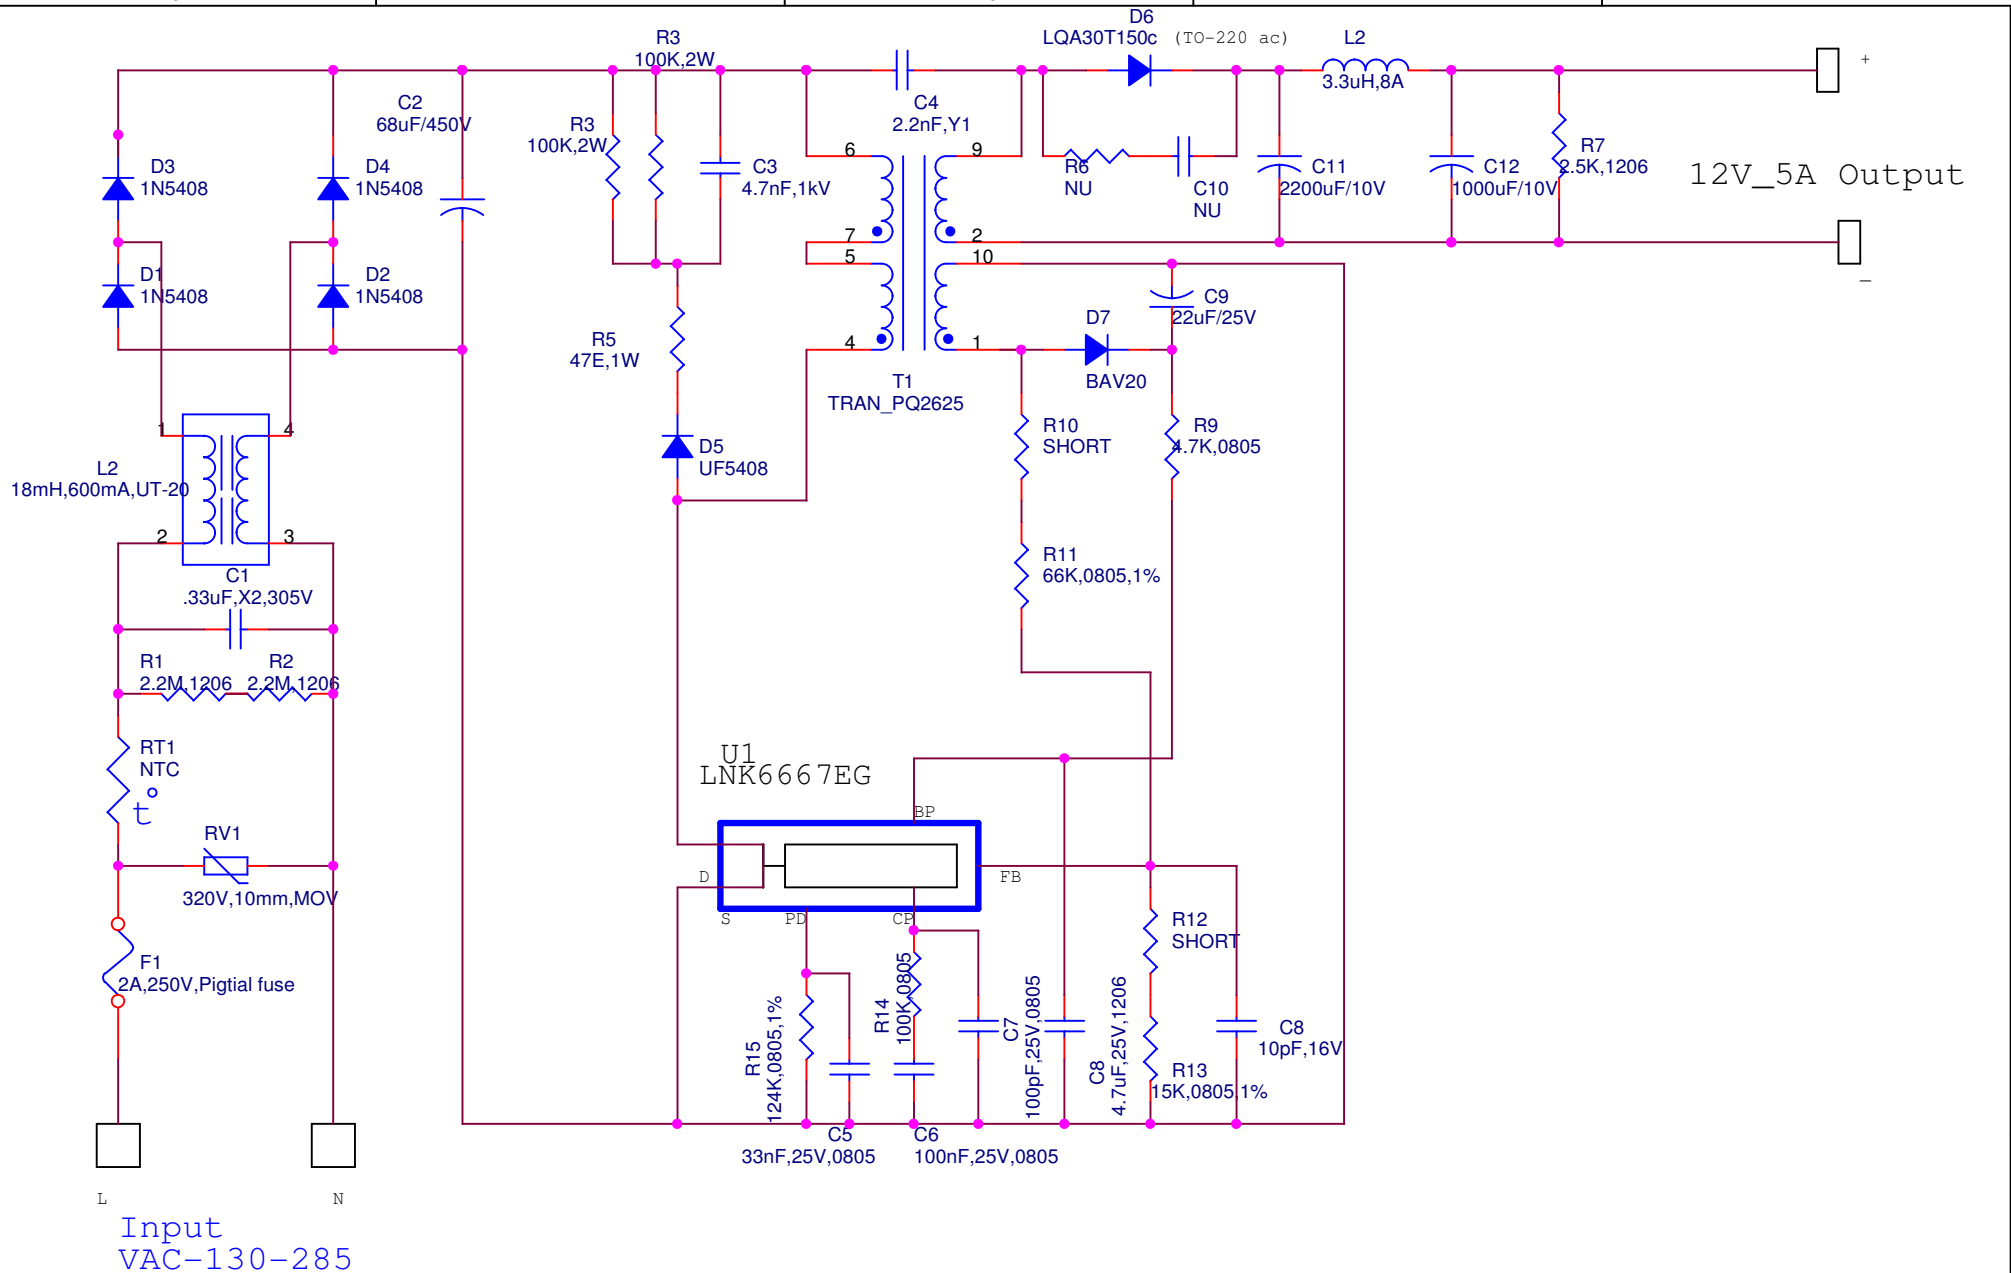 D6
LQA30T150c (TO-220 ac)
L2
3.3uH,8A
R3
100K,2W
C2
68uF/450V
C4
2.2nF,Y1
R3
100K,2W
C3
4.7nF,1kV
D3
1N5408
D4
1N5408
6
9
R6
NU
C10
NU
C11
2200uF/10V
C12
1000uF/10V
R7
2.5K,1206
12V_5A Output
+
−
7
2
5
10
D1
1N5408
D2
1N5408
C9
22uF/25V
D7
BAV20
R5
47E,1W
4
1
T1
TRAN_PQ2625
R10
SHORT
R9
4.7K,0805
D5
UF5408
1
4
L2
18mH,600mA,UT-20
2
3
R11
66K,0805,1%
C1
.33uF,X2,305V
R1
2.2M,1206
R2
2.2M,1206
RT1
NTC
t°
U1
LNK6667EG
BP
RV1
320V,10mm,MOV
D
FB
S
PD
CP
R12
SHORT
F1
2A,250V,Pigtial fuse
R15
124K,0805,1%
R14
100K,0805
C7
100pF,25V,0805
C8
4.7uF,25V,1206
C8
10pF,16V
R13
15K,0805,1%
C5
33nF,25V,0805
C6
100nF,25V,0805
L
N
Input
VAC-130-285